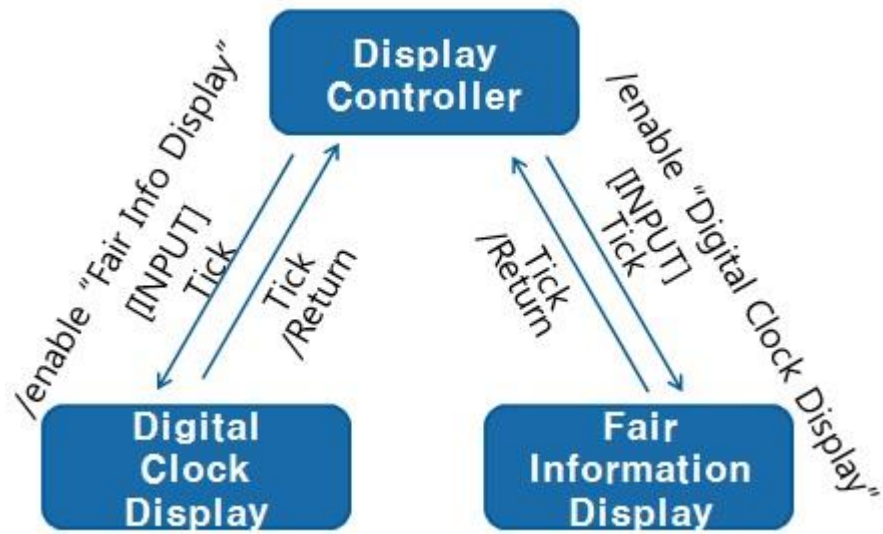 Display
Controller
/enable “Fair Info Display”
[INPUT]
Tick
Tick
/Return
Tick
/Return
/enable “Digital Clock Display”
[INPUT]
Tick
Digital
Clock
Display
Fair
Information
Display